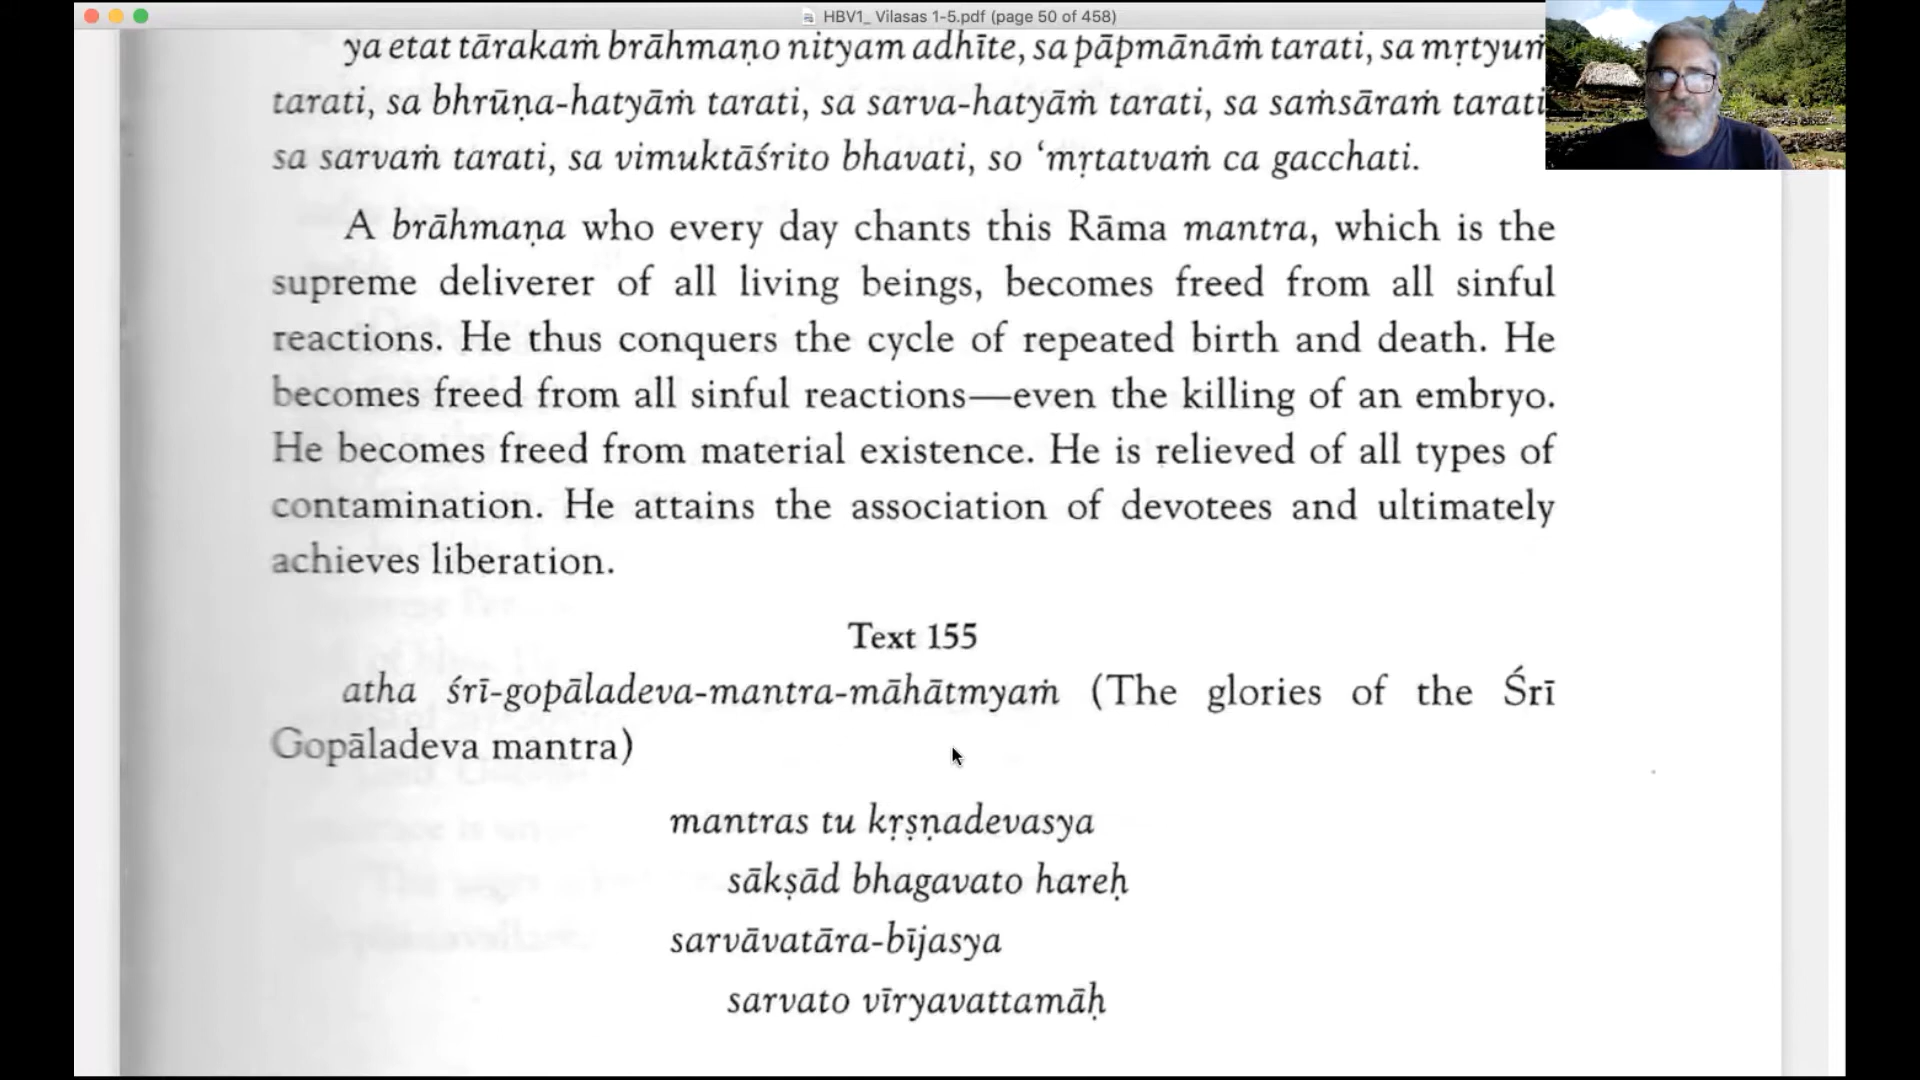 HBV1_ Vilasas 1-5.pdf (page 50 of 458)
ya etat tārakaṁ brāhmaṇo nityam adhīte, sa pāpmānāṁ tarati, sa mṛtyuṁ
tarati, sa bhrūṇa-hatyāṁ tarati, sa sarva-hatyāṁ tarati, sa saṁsāraṁ tarati
sa sarvaṁ tarati, sa vimuktāśrito bhavati, so ‘mṛtatvaṁ ca gacchati.
A brāhmaṇa who every day chants this Rāma mantra, which is the
supreme deliverer of all living beings, becomes freed from all sinful
reactions. He thus conquers the cycle of repeated birth and death. He
becomes freed from all sinful reactions—even the killing of an embryo.
He becomes freed from material existence. He is relieved of all types of
contamination. He attains the association of devotees and ultimately
achieves liberation.
Text 155
atha śrī-gopāladeva-mantra-māhātmyaṁ (The glories of the Śrī
Gopāladeva mantra)
mantras tu kṛṣṇadevasya
sākṣād bhagavato hareḥ
sarvāvatāra-bījasya
sarvato vīryavattamāḥ